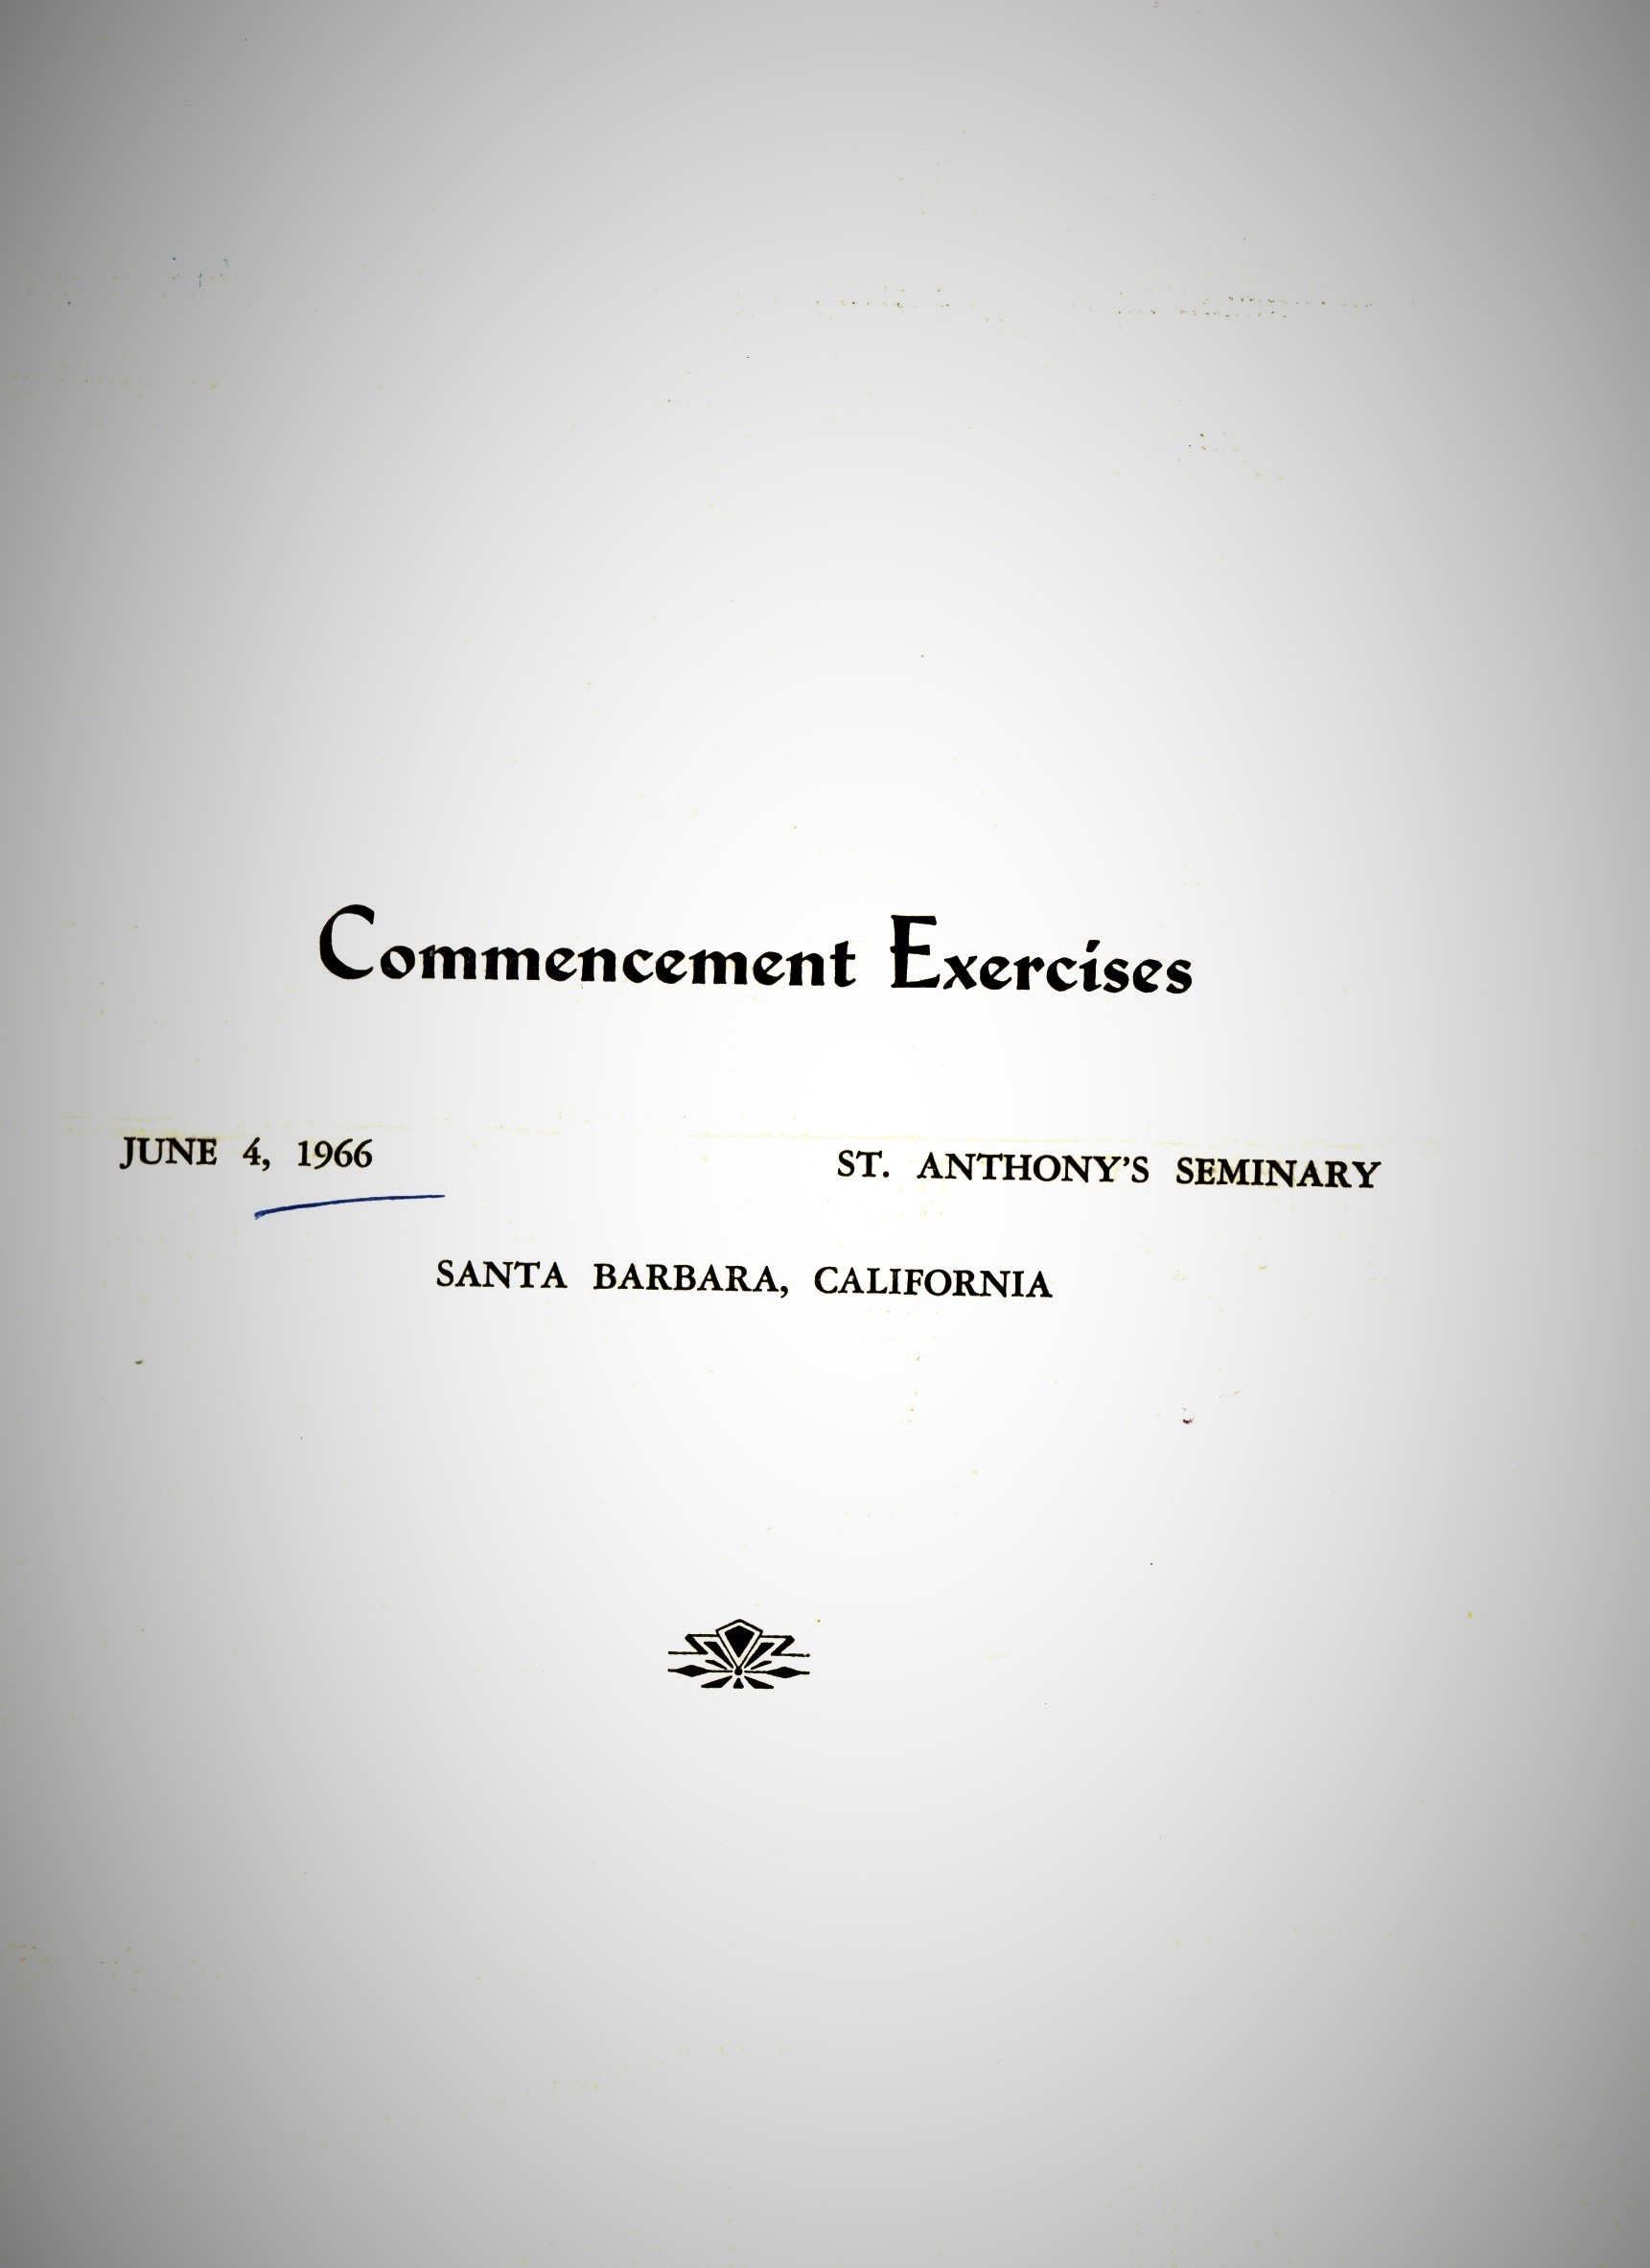 Commencement Exercises
JUNE 4, 1966 ST. ANTHONY'S SEMINARY
SANTA BARBARA, CALIFORNIA